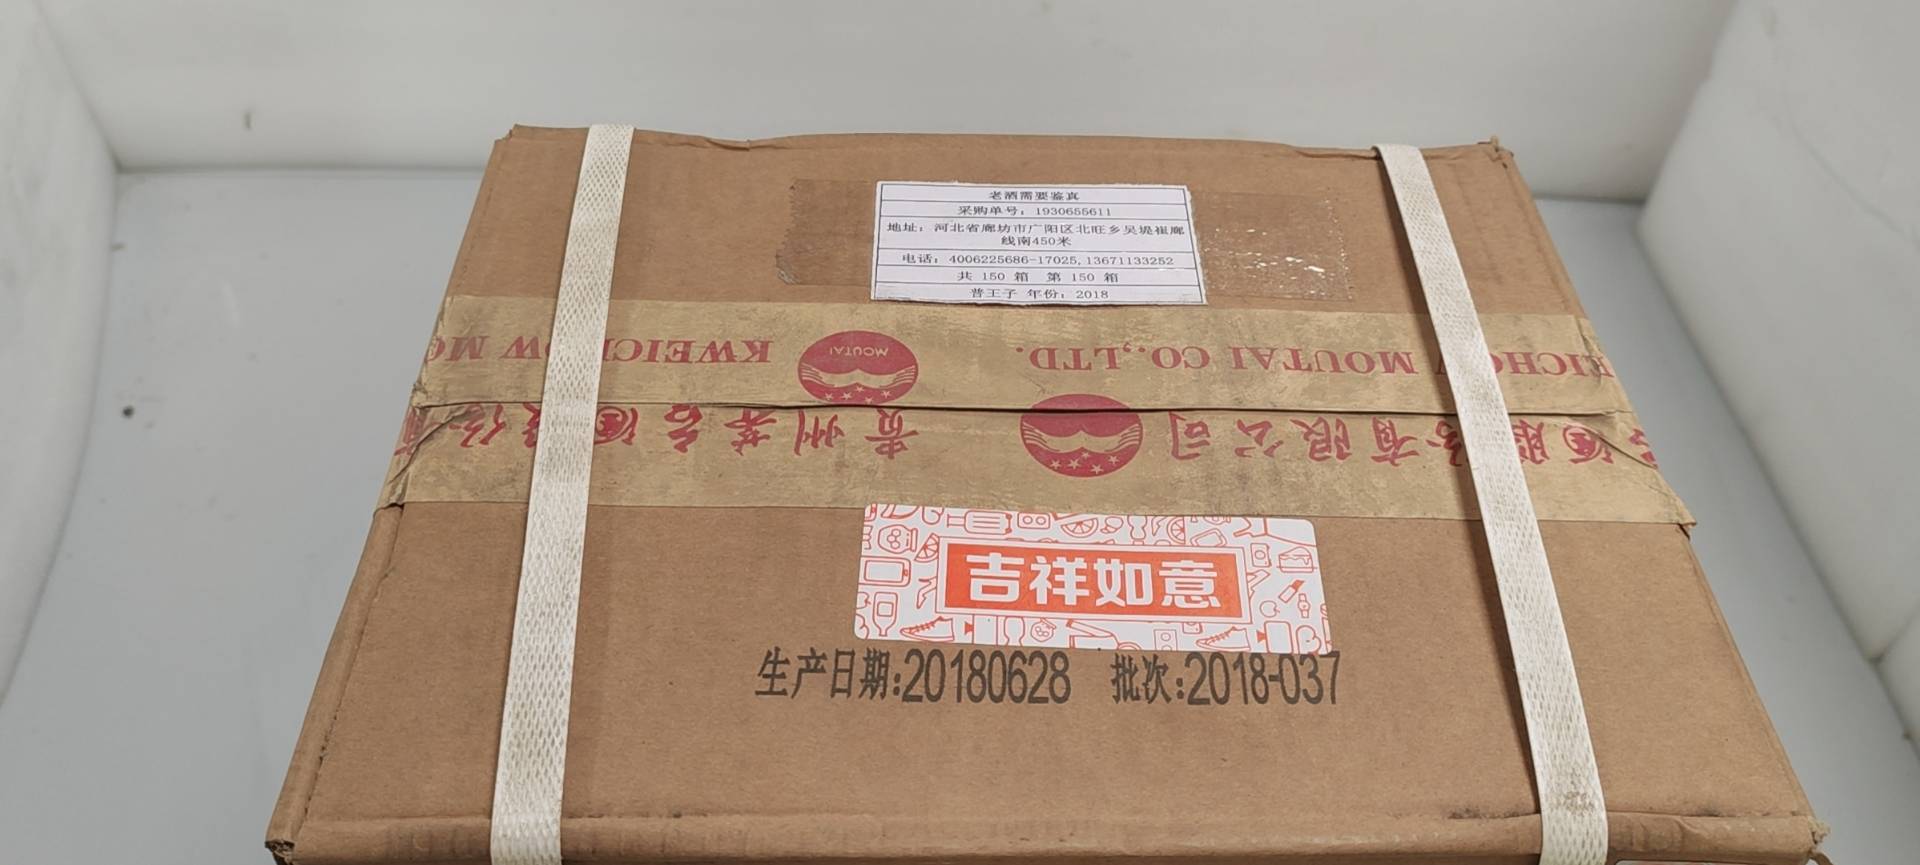 老酒需要鉴真
采购单号：1930655611
地址：河北省廊坊市广阳区北旺乡吴堤崔廊
线南450米
电话：4006225686-17025,13671133252
共 150 箱 第 150 箱
普王子 年份：2018
KWEICHOW MOUTAI CO.,LTD.
MOUTAI
KWEICH
贵州茅台酒股份有限公司
吉祥如意
生产日期:20180628 批次:2018-037